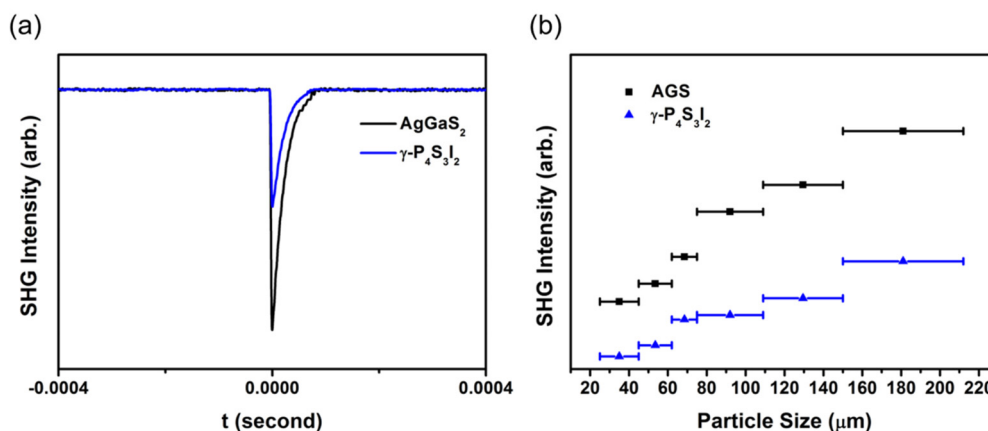 (a)
SHG Intensity (arb.)
AgGaS₂
γ-P₄S₃I₂
-0.0004 0.0000 0.0004
t (second)
(b)
SHG Intensity (arb.)
AGS
γ-P₄S₃I₂
20 40 60 80 100 120 140 160 180 200 220
Particle Size (μm)